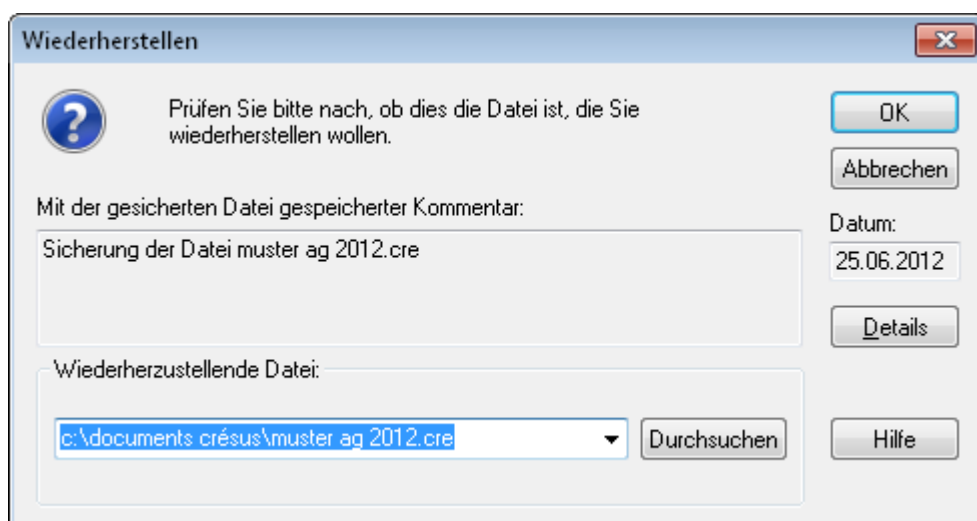 Wiederherstellen
Prüfen Sie bitte nach, ob dies die Datei ist, die Sie
wiederherstellen wollen.
OK
Abbrechen
Mit der gesicherten Datei gespeicherter Kommentar:
Sicherung der Datei muster ag 2012.cre
Datum:
25.06.2012
Details
Wiederherzustellende Datei:
c:\documents crésus\muster ag 2012.cre
Durchsuchen
Hilfe